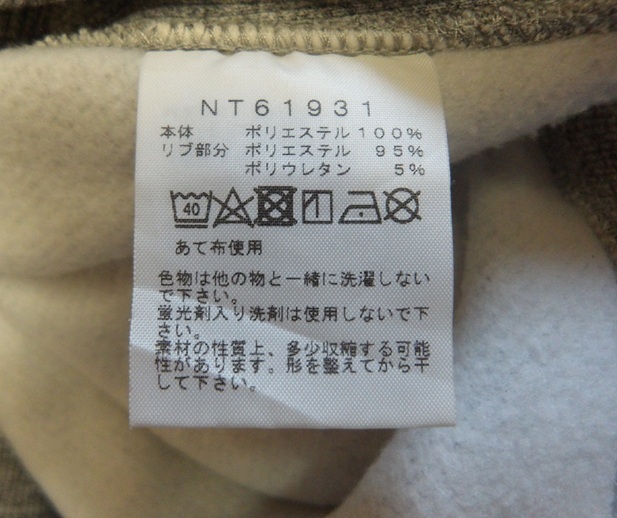 NT61931
本体 ポリエステル 100%
リブ部分 ポリエステル 95%
ポリウレタン 5%
40
あて布使用
色物は他の物と一緒に洗濯しない
で下さい。
蛍光剤入り洗剤は使用しないで下
さい。
素材の性質上、多少収縮する可能
性があります。形を整えてから干
して下さい。